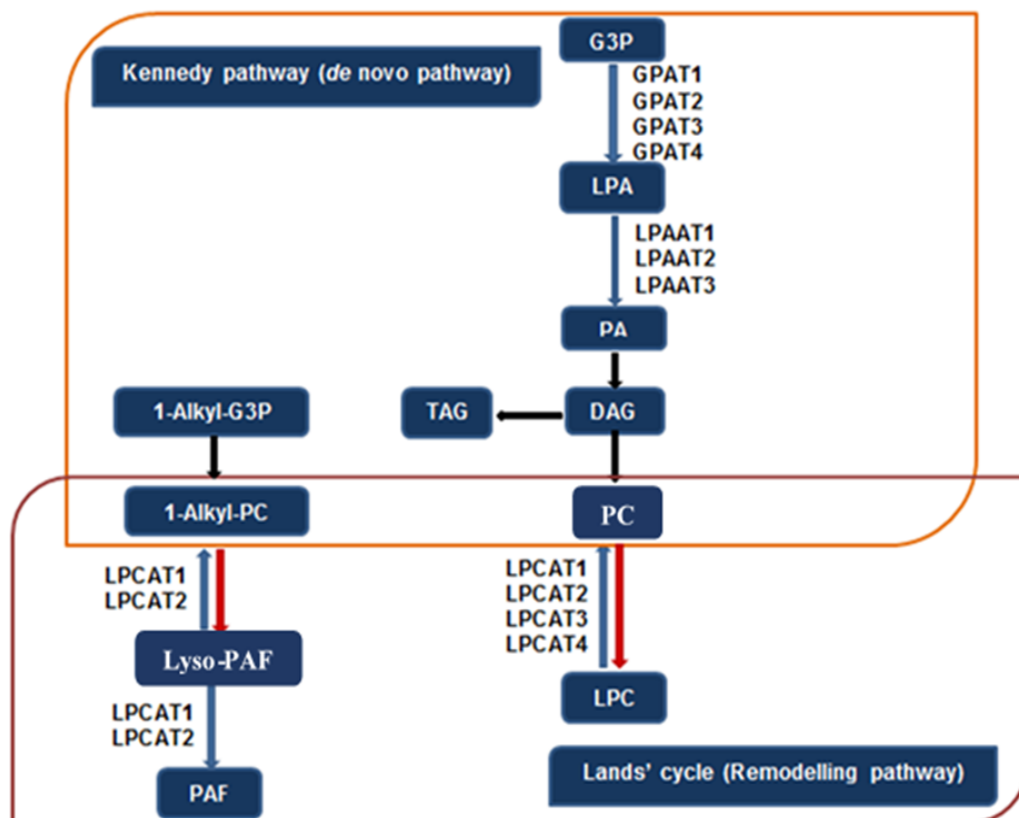 G3P
Kennedy pathway (de novo pathway)
GPAT1
GPAT2
GPAT3
GPAT4
LPA
LPAAT1
LPAAT2
LPAAT3
PA
1-Alkyl-G3P
TAG
DAG
1-Alkyl-PC
PC
LPCAT1
LPCAT2
LPCAT1
LPCAT2
LPCAT3
LPCAT4
Lyso-PAF
LPC
LPCAT1
LPCAT2
PAF
Lands' cycle (Remodelling pathway)